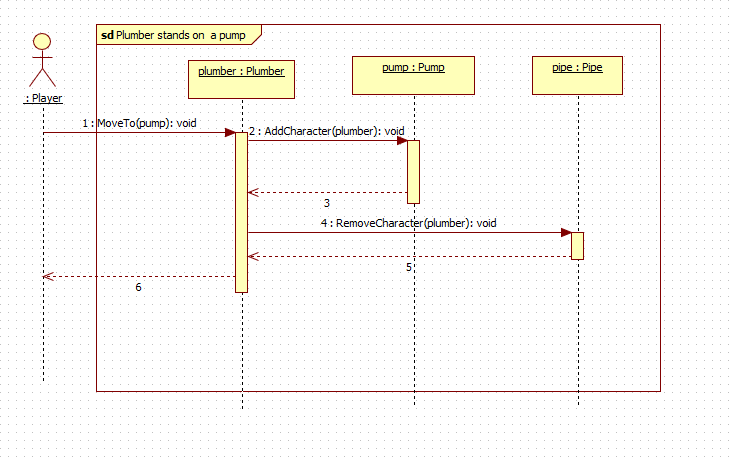 sd Plumber stands on a pump
plumber : Plumber
pump : Pump
pipe : Pipe
: Player
1 : MoveTo(pump): void
2 : AddCharacter(plumber): void
3
4 : RemoveCharacter(plumber): void
5
6